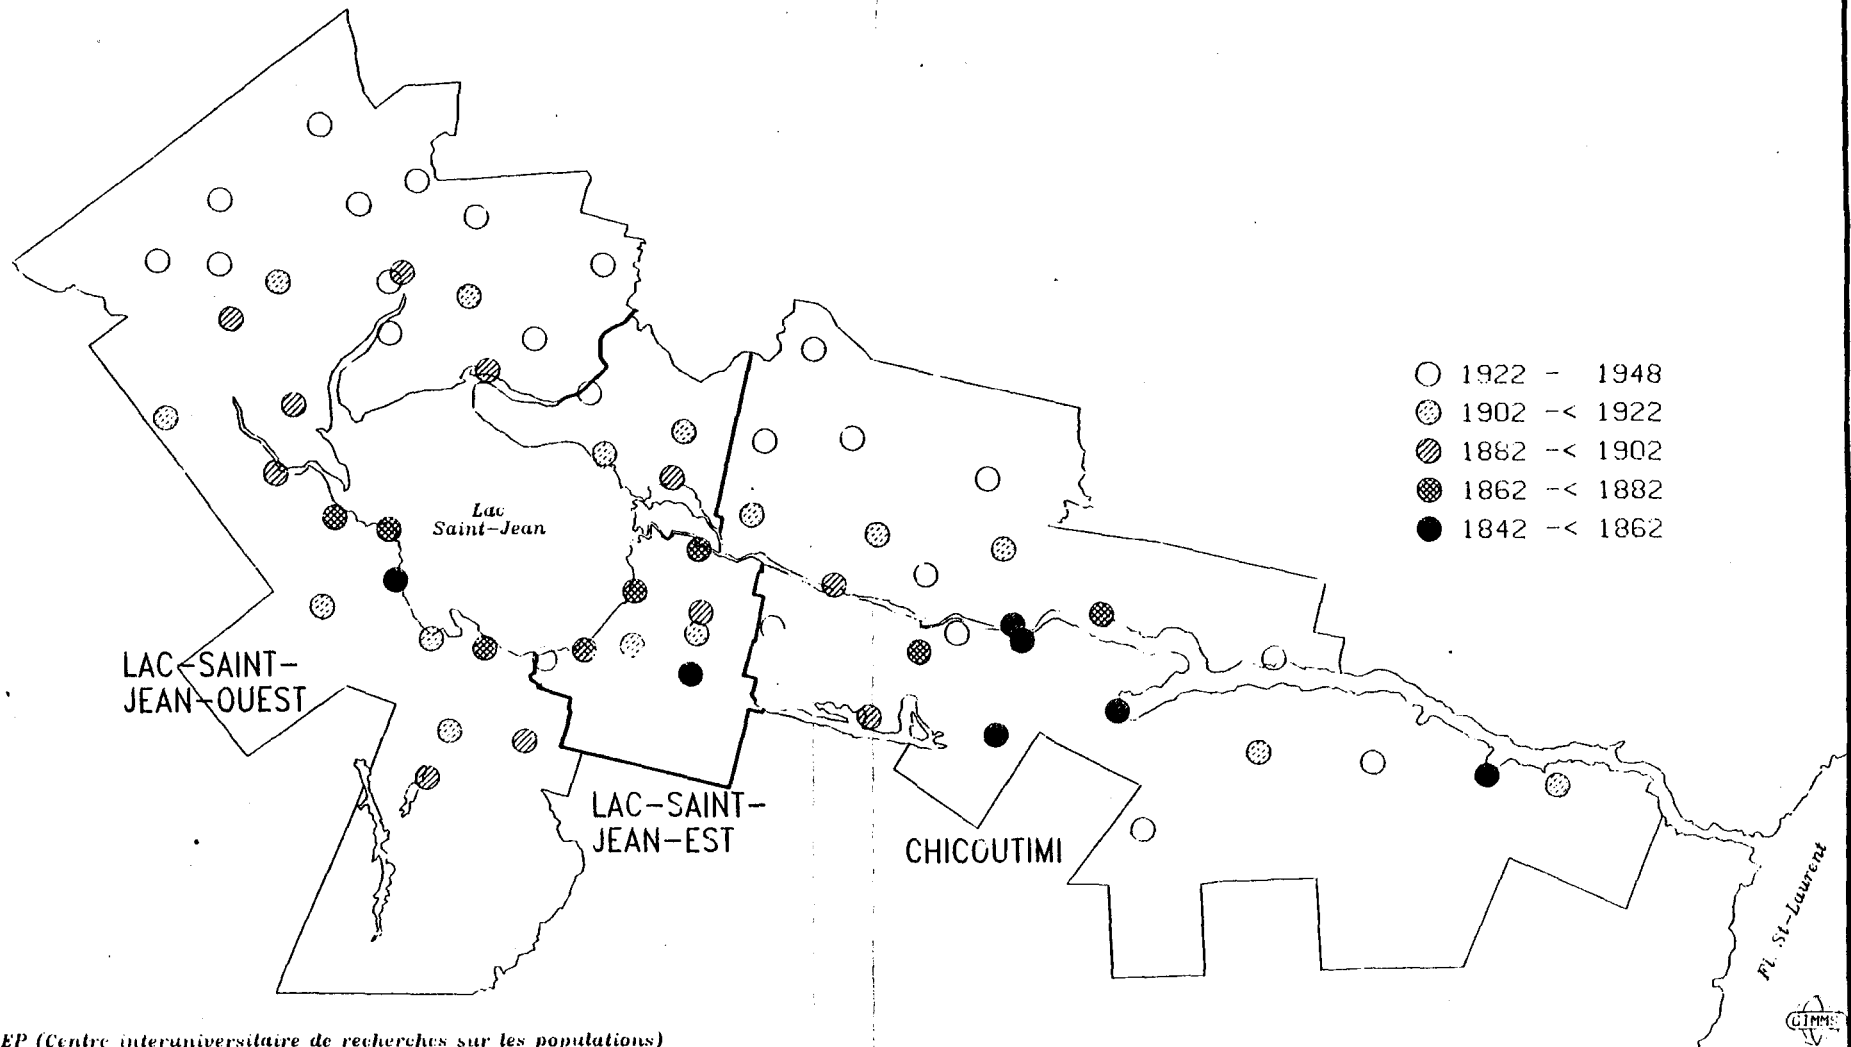 1922 - 1948
1902 -< 1922
1882 -< 1902
1862 -< 1882
1842 -< 1862
Lac
Saint-Jean
LAC-SAINT-
JEAN-OUEST
LAC-SAINT-
JEAN-EST
CHICOUTIMI
Fl. St-Laurent
EP (Centre interuniversitaire de recherches sur les populations)